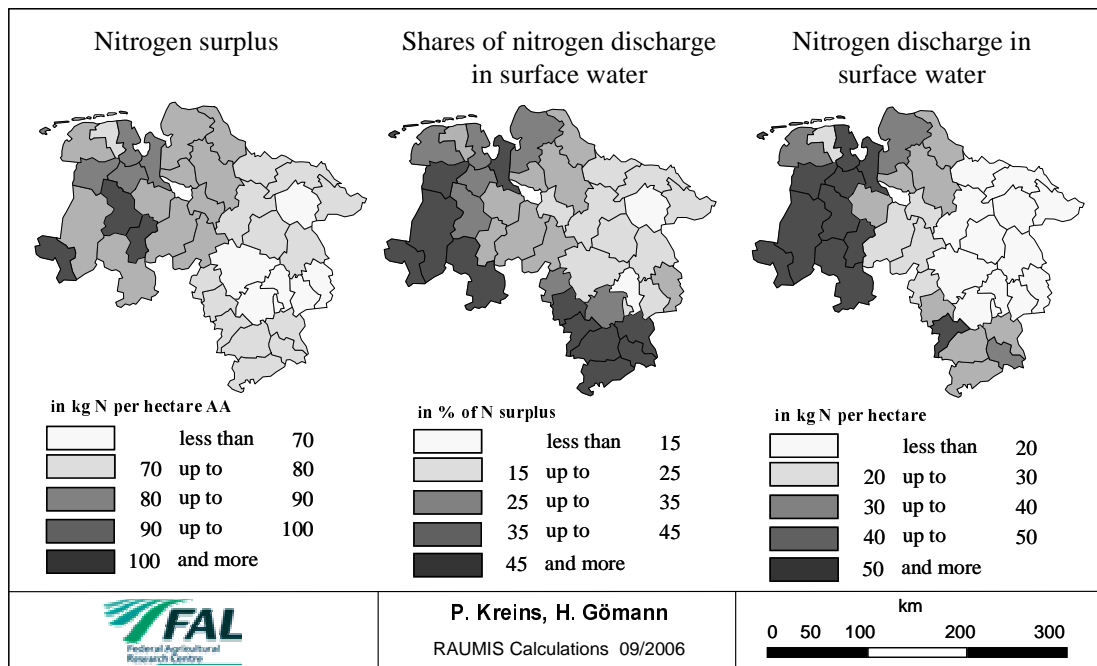 Nitrogen surplus
Shares of nitrogen discharge
in surface water
Nitrogen discharge in
surface water
in kg N per hectare AA
less than 70
70 up to 80
80 up to 90
90 up to 100
100 and more
in % of N surplus
less than 15
15 up to 25
25 up to 35
35 up to 45
45 and more
in kg N per hectare
less than 20
20 up to 30
30 up to 40
40 up to 50
50 and more
FAL
Federal Agricultural
Research Centre
P. Kreins, H. Gömann
RAUMIS Calculations 09/2006
km
0 50 100 200 300